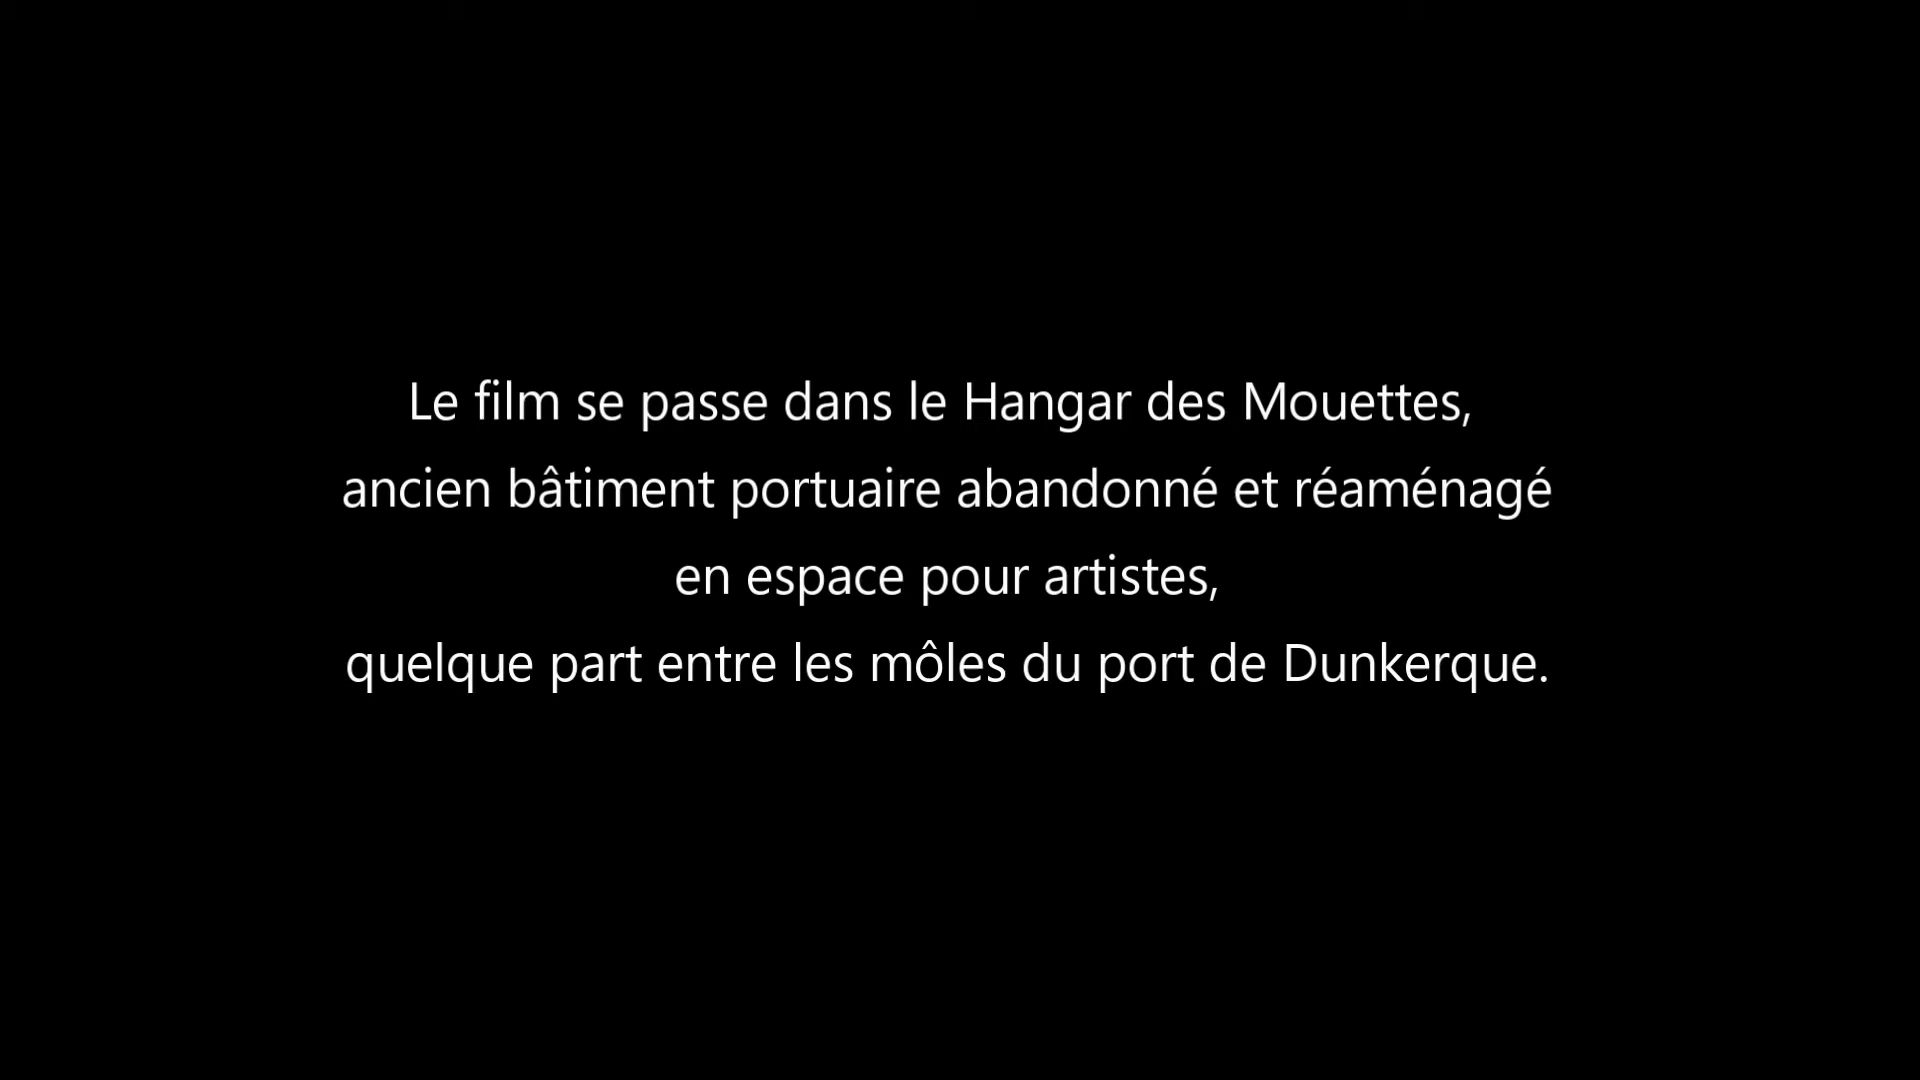 Le film se passe dans le Hangar des Mouettes,
ancien bâtiment portuaire abandonné et réaménagé
en espace pour artistes,
quelque part entre les môles du port de Dunkerque.